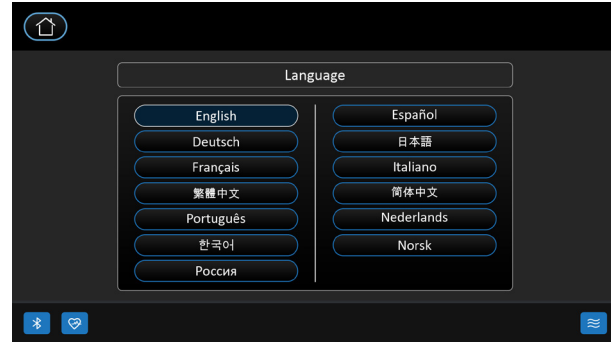 Language
English
Deutsch
Français
繁體中文
Português
한국어
Россия
Español
日本語
Italiano
简体中文
Nederlands
Norsk